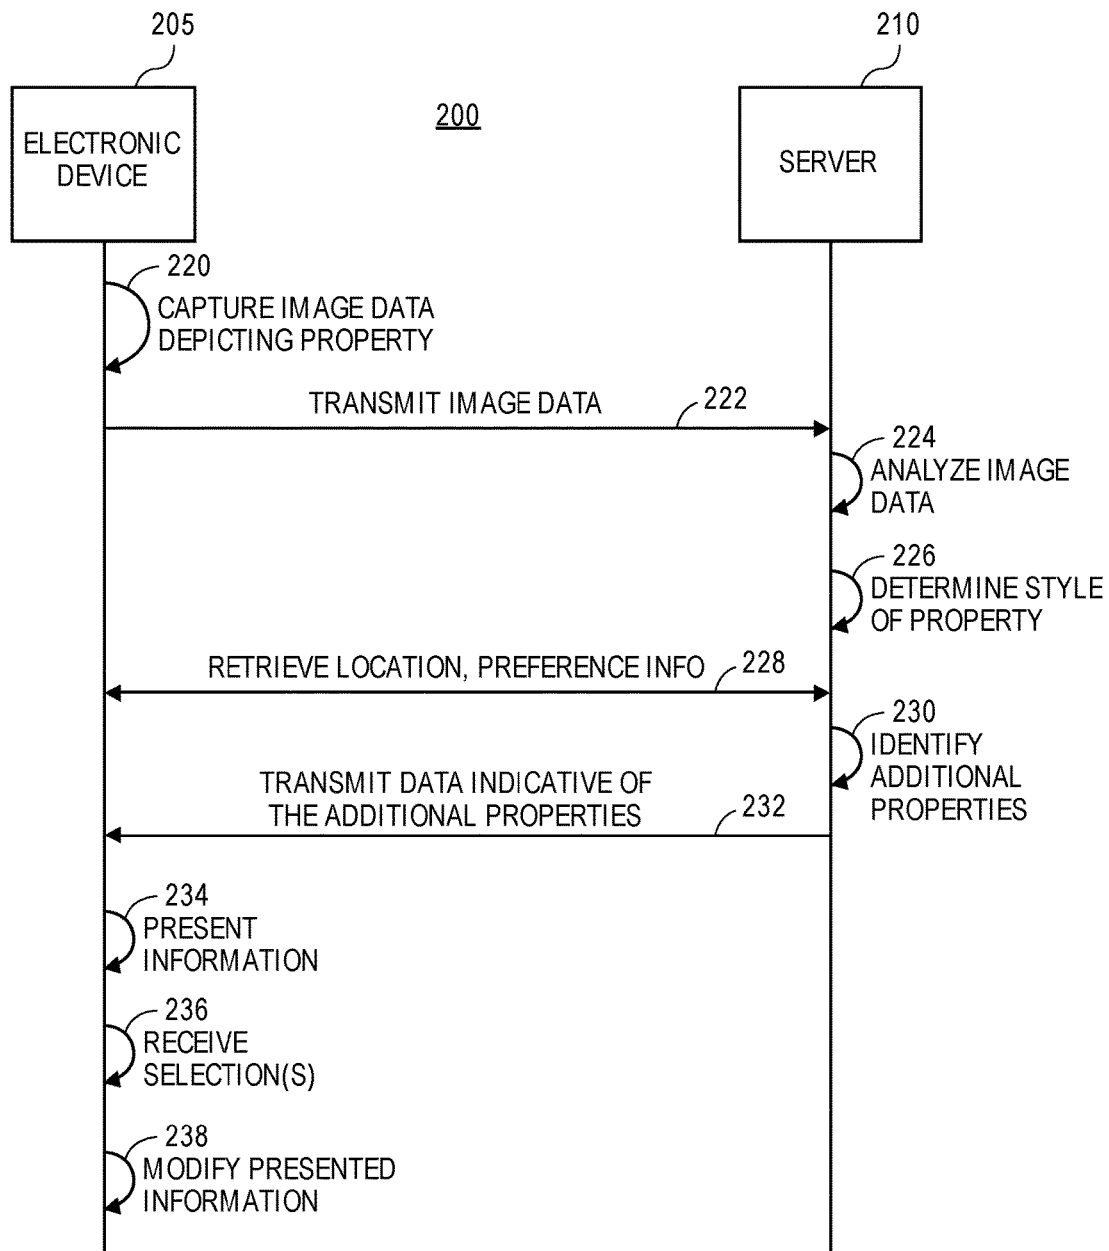 205
210
200
ELECTRONIC
DEVICE
SERVER
220
CAPTURE IMAGE DATA
DEPICTING PROPERTY
TRANSMIT IMAGE DATA
222
224
ANALYZE IMAGE
DATA
226
DETERMINE STYLE
OF PROPERTY
RETRIEVE LOCATION, PREFERENCE INFO
228
230
IDENTIFY
ADDITIONAL
PROPERTIES
TRANSMIT DATA INDICATIVE OF
THE ADDITIONAL PROPERTIES
232
234
PRESENT
INFORMATION
236
RECEIVE
SELECTION(S)
238
MODIFY PRESENTED
INFORMATION